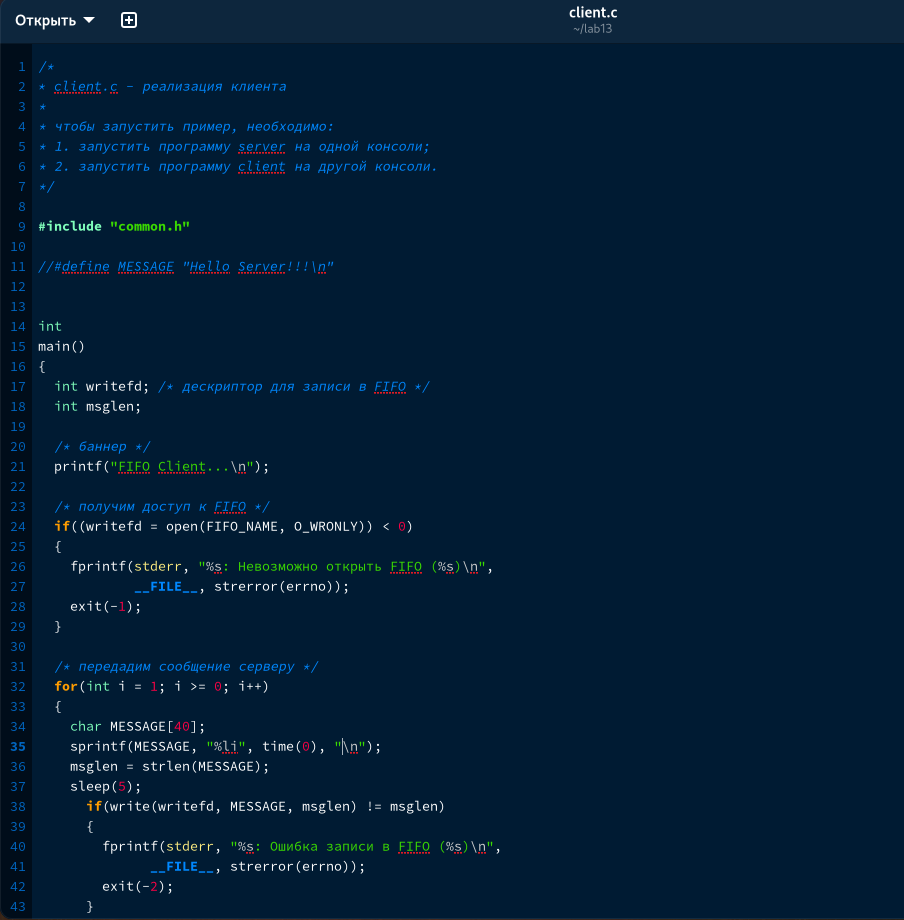 Открыть
client.c
~/lab13
1 /*
2 * client.c - реализация клиента
3 *
4 * чтобы запустить пример, необходимо:
5 * 1. запустить программу server на одной консоли;
6 * 2. запустить программу client на другой консоли.
7 */
8
9 #include "common.h"
10
11 //#define MESSAGE "Hello Server!!!\n"
12
13
14 int
15 main()
16 {
17   int writefd; /* дескриптор для записи в FIFO */
18   int msglen;
19
20   /* баннер */
21   printf("FIFO Client...\n");
22
23   /* получим доступ к FIFO */
24   if((writefd = open(FIFO_NAME, O_WRONLY)) < 0)
25   {
26     fprintf(stderr, "%s: Невозможно открыть FIFO (%s)\n",
27             __FILE__, strerror(errno));
28     exit(-1);
29   }
30
31   /* передадим сообщение серверу */
32   for(int i = 1; i >= 0; i++)
33   {
34     char MESSAGE[40];
35     sprintf(MESSAGE, "%li", time(0), "\n");
36     msglen = strlen(MESSAGE);
37     sleep(5);
38       if(write(writefd, MESSAGE, msglen) != msglen)
39       {
40         fprintf(stderr, "%s: Ошибка записи в FIFO (%s)\n",
41               __FILE__, strerror(errno));
42         exit(-2);
43       }